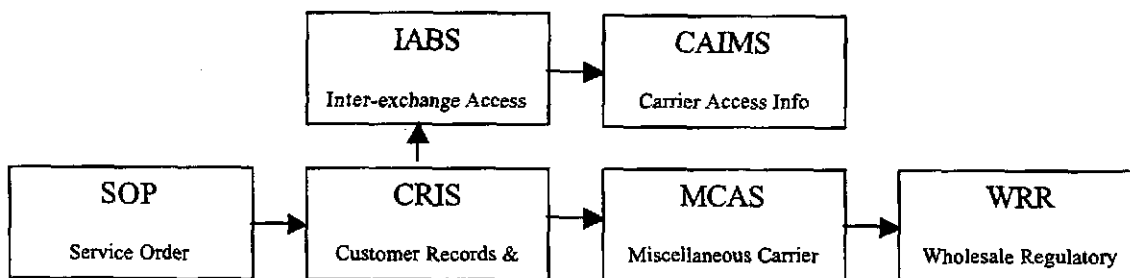 IABS
Inter-exchange Access
CAIMS
Carrier Access Info
SOP
Service Order
CRIS
Customer Records &
MCAS
Miscellaneous Carrier
WRR
Wholesale Regulatory